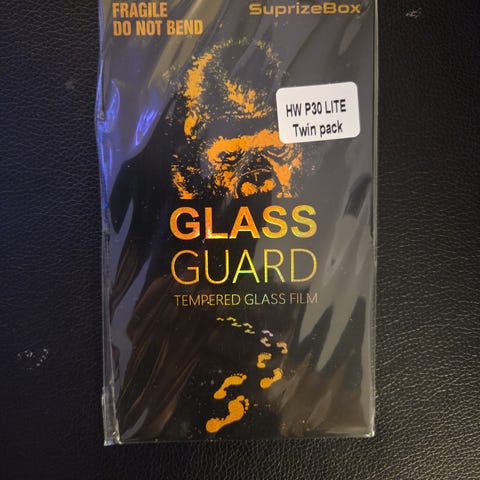 FRAGILE
DO NOT BEND
SuprizeBox
HW P30 LITE
Twin pack
GLASS
GUARD
TEMPERED GLASS FILM